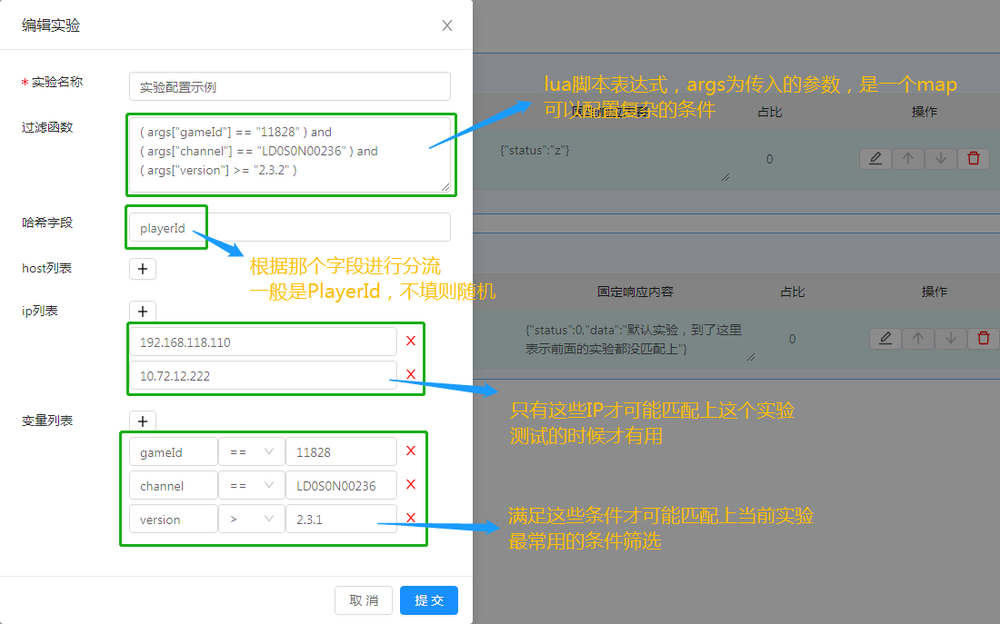 编辑实验
* 实验名称
实验配置示例
过滤函数
( args["gameId"] == "11828" ) and
( args["channel"] == "LD0S0N00236" ) and
( args["version"] >= "2.3.2" )
哈希字段
playerId
host列表
ip列表
192.168.118.110
10.72.12.222
变量列表
gameId == 11828
channel == LD0S0N00236
version > 2.3.1
取 消 提 交
lua脚本表达式，args为传入的参数，是一个map
可以配置复杂的条件
占比 操作
{"status":"z"}
0
根据那个字段进行分流
一般是PlayerId，不填则随机
固定响应内容 占比 操作
{"status":0,"data":"默认实验，到了这里
表示前面的实验都没匹配上"}
0
只有这些IP才可能匹配上这个实验
测试的时候才有用
满足这些条件才可能匹配上当前实验
最常用的条件筛选